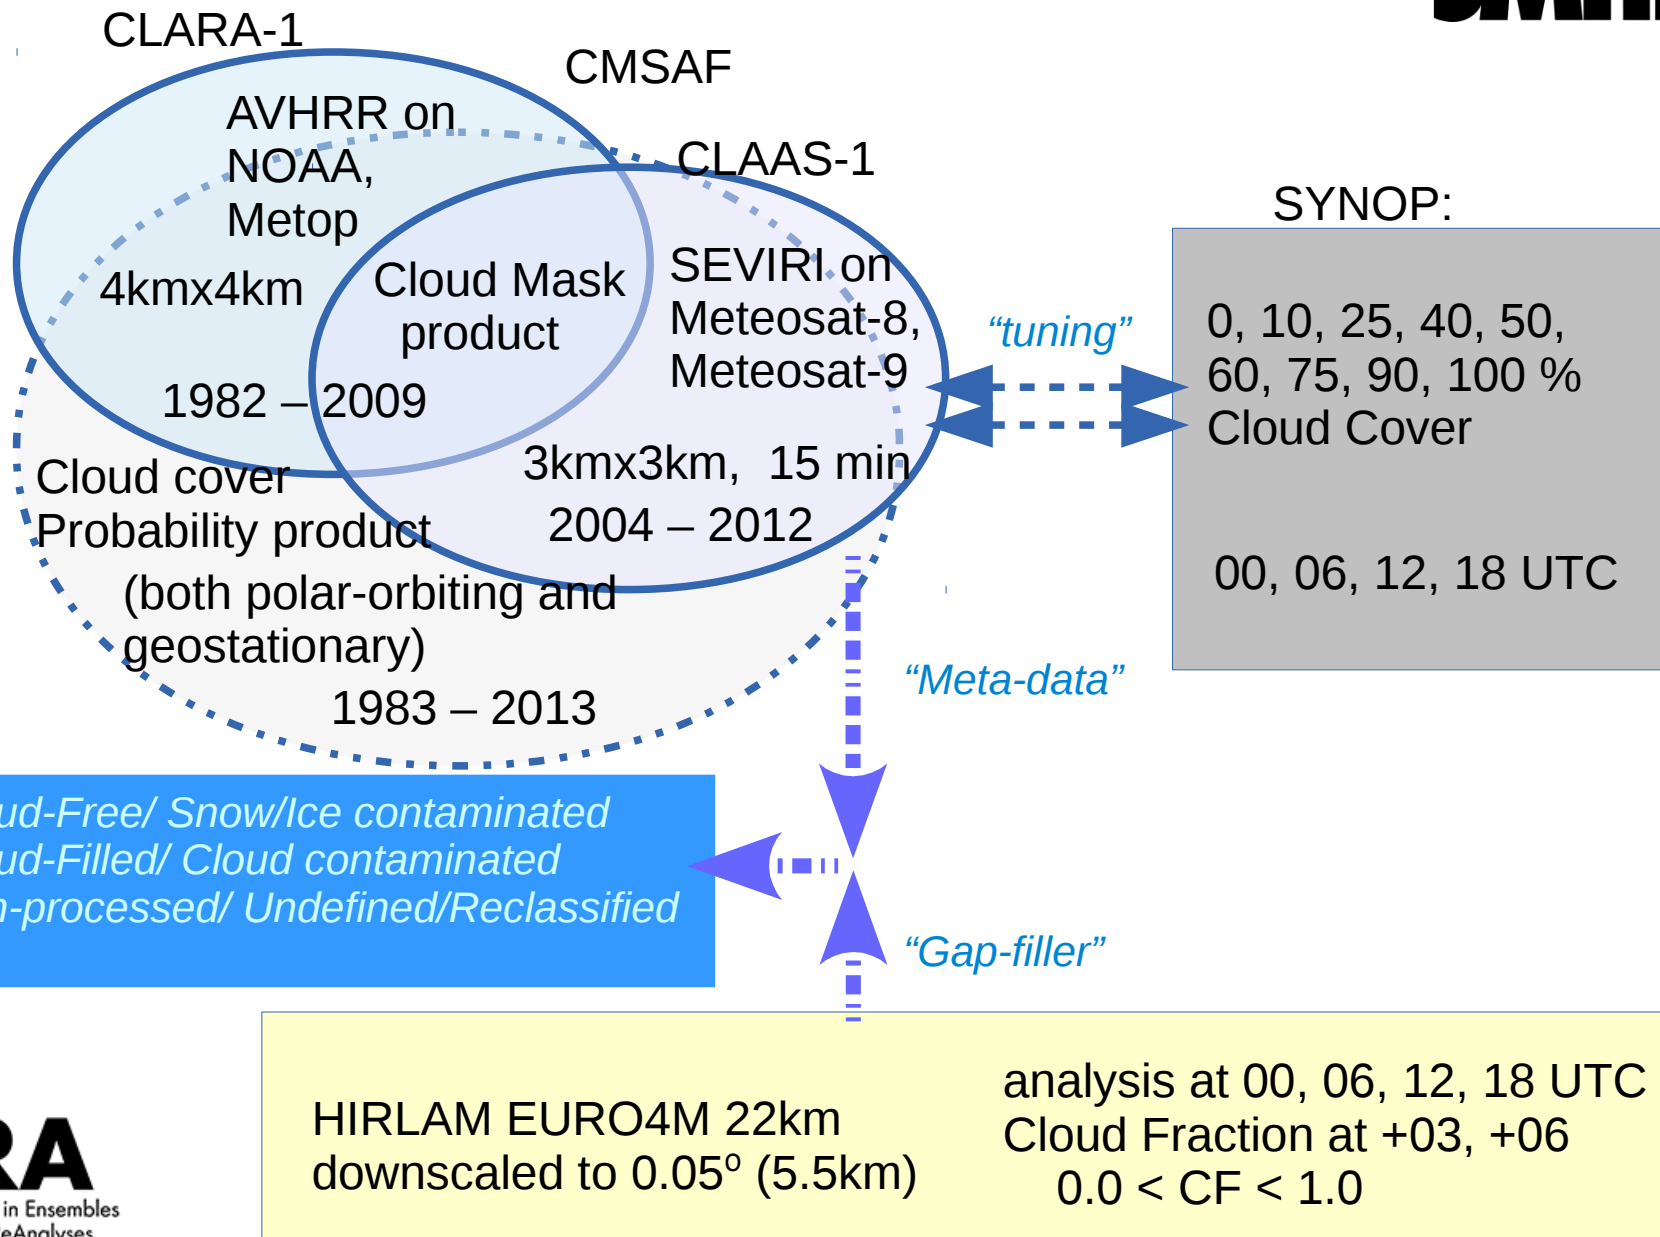 CLARA-1
CMSAF
AVHRR on
NOAA,
Metop
CLAAS-1
4kmx4km
Cloud Mask
product
SEVIRI on
Meteosat-8,
Meteosat-9
1982 – 2009
3kmx3km, 15 min
2004 – 2012
Cloud cover
Probability product
(both polar-orbiting and
geostationary)
1983 – 2013
“tuning”
SYNOP:
0, 10, 25, 40, 50,
60, 75, 90, 100 %
Cloud Cover
00, 06, 12, 18 UTC
“Meta-data”
ud-Free/ Snow/Ice contaminated
ud-Filled/ Cloud contaminated
n-processed/ Undefined/Reclassified
“Gap-filler”
HIRLAM EURO4M 22km
downscaled to 0.05º (5.5km)
analysis at 00, 06, 12, 18 UTC
Cloud Fraction at +03, +06
0.0 < CF < 1.0
RA
in Ensembles
eAnalyses